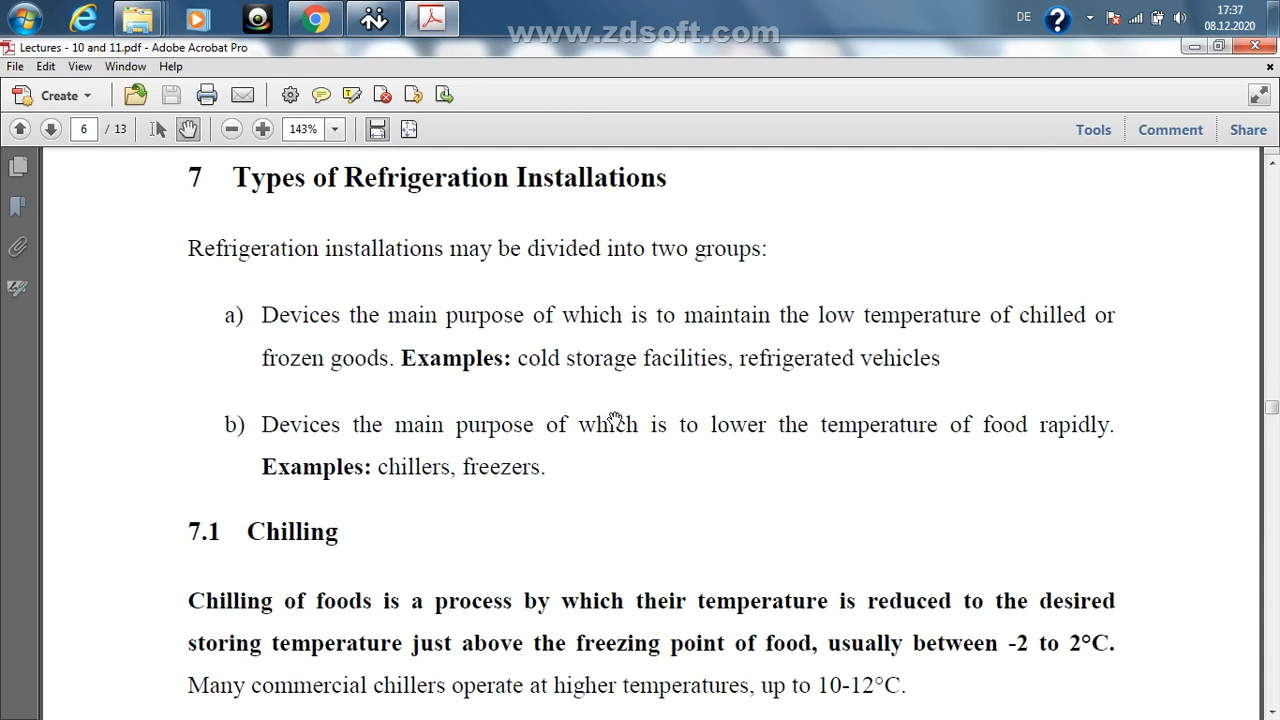 www.zdsoft.com
DE
17:37
08.12.2020
Lectures - 10 and 11.pdf - Adobe Acrobat Pro
File Edit View Window Help
Create
6 / 13 143% Tools Comment Share
7 Types of Refrigeration Installations
Refrigeration installations may be divided into two groups:
a) Devices the main purpose of which is to maintain the low temperature of chilled or
frozen goods. Examples: cold storage facilities, refrigerated vehicles
b) Devices the main purpose of which is to lower the temperature of food rapidly.
Examples: chillers, freezers.
7.1 Chilling
Chilling of foods is a process by which their temperature is reduced to the desired
storing temperature just above the freezing point of food, usually between -2 to 2°C.
Many commercial chillers operate at higher temperatures, up to 10-12°C.